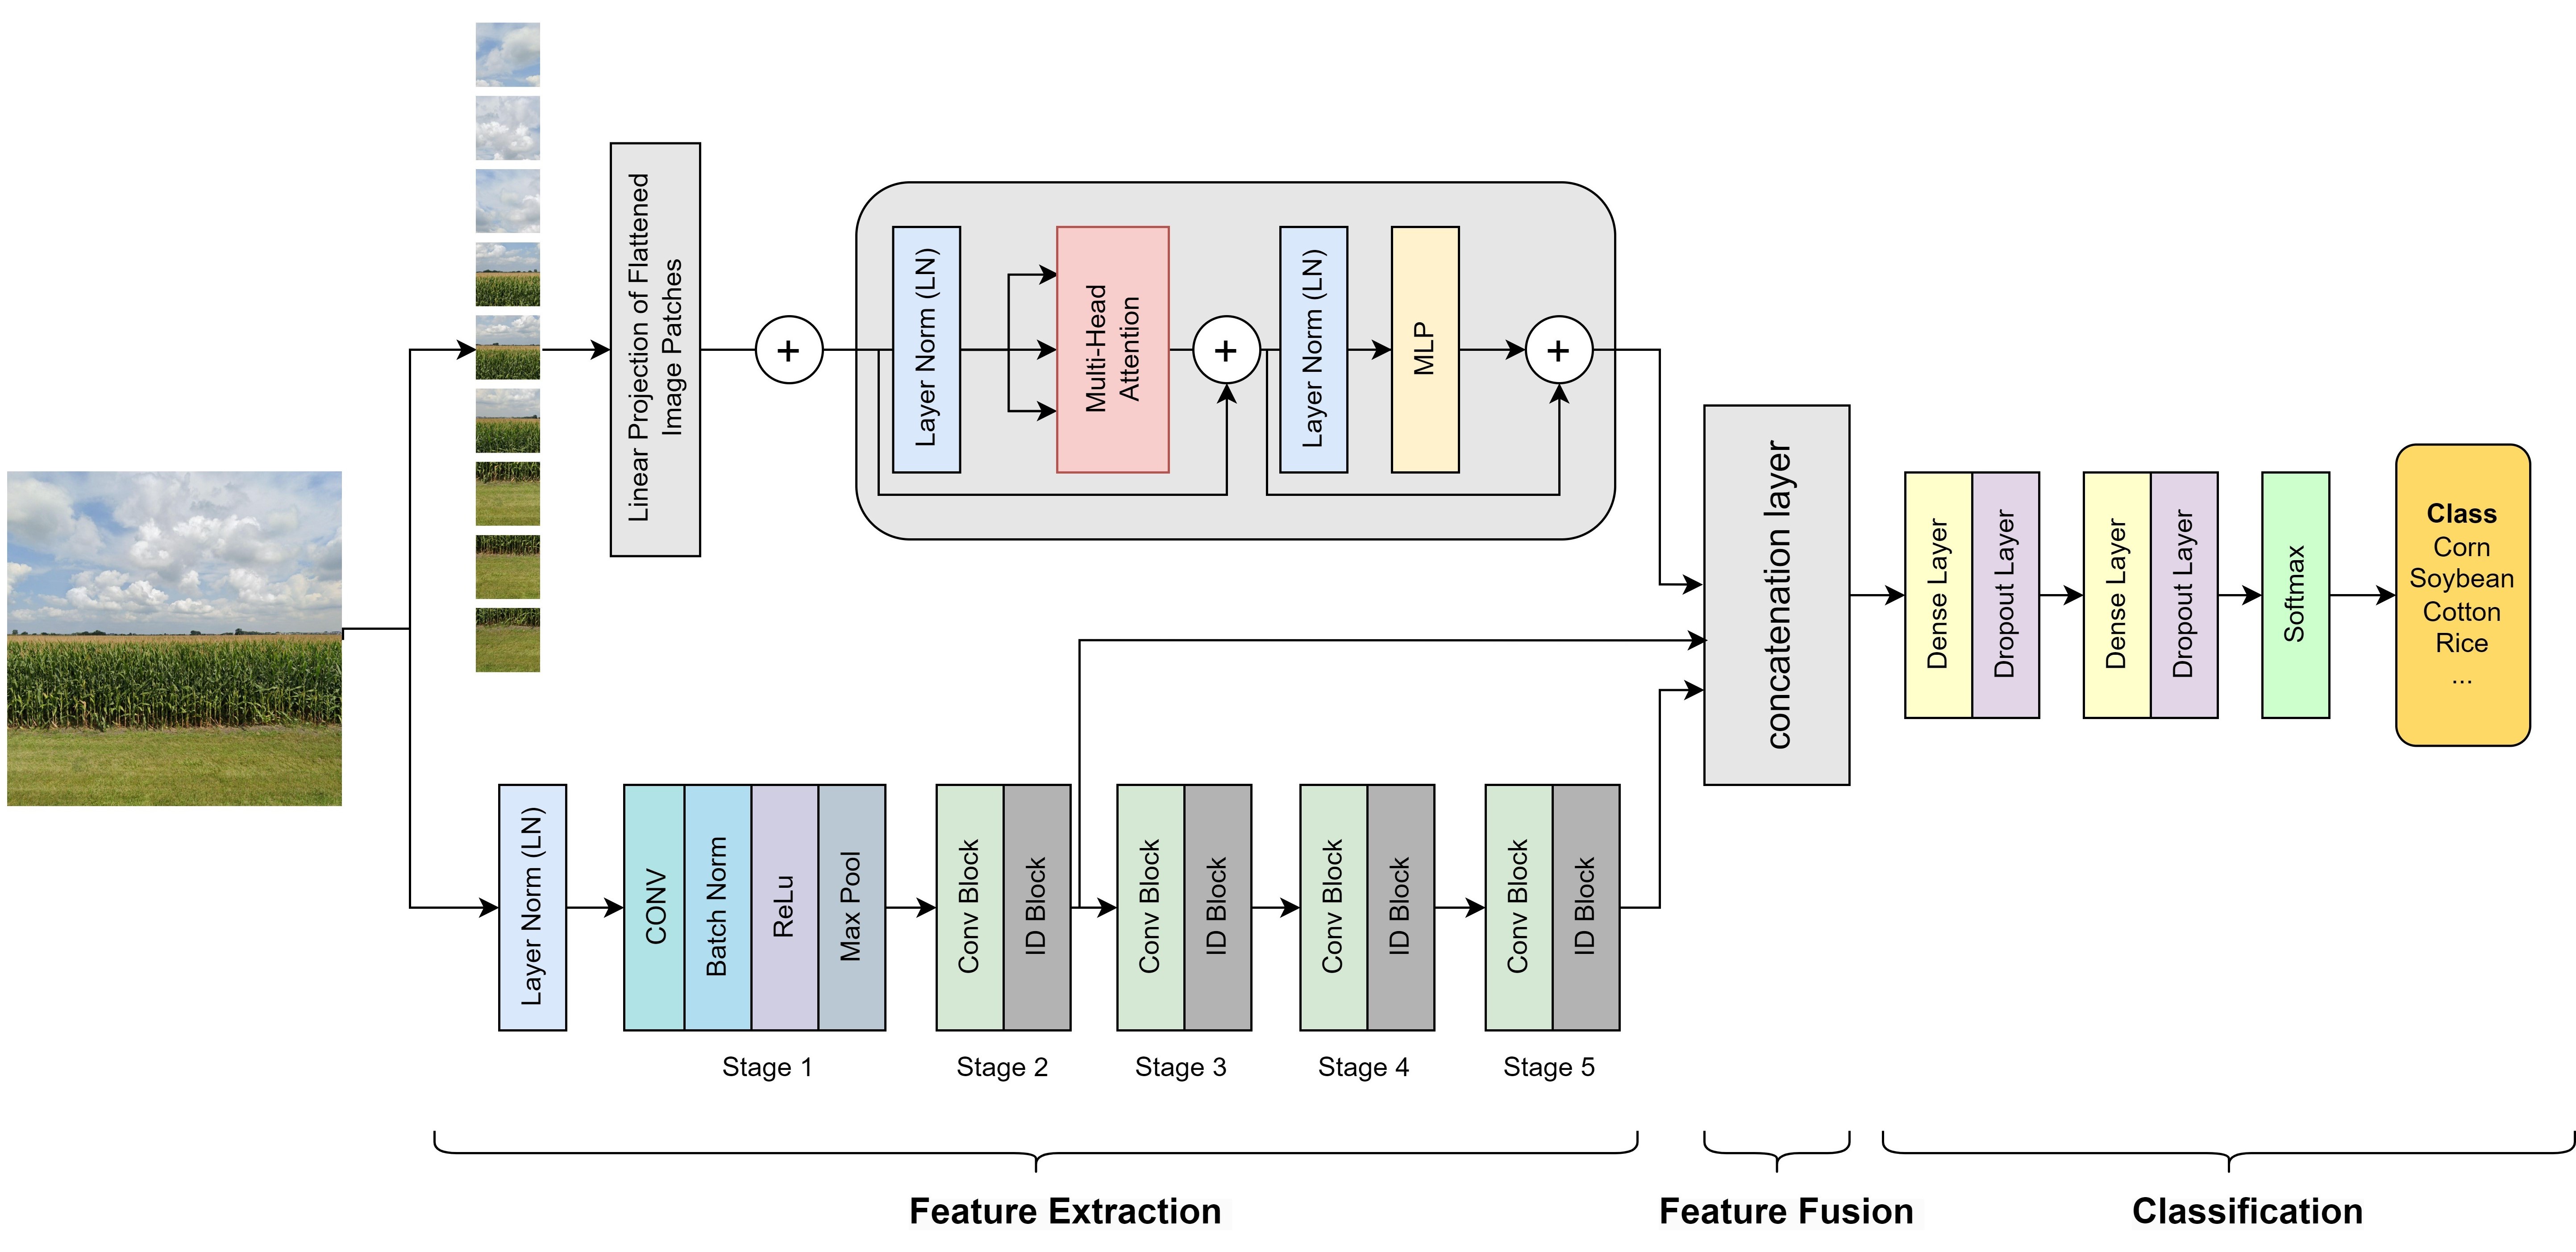 Linear Projection of Flattened
Image Patches
+
Layer Norm (LN)
Multi-Head
Attention
+
Layer Norm (LN)
MLP
+
concatenation layer
Dense Layer
Dropout Layer
Dense Layer
Dropout Layer
Softmax
Class
Corn
Soybean
Cotton
Rice
...
Layer Norm (LN)
CONV
Batch Norm
ReLu
Max Pool
Conv Block
ID Block
Conv Block
ID Block
Conv Block
ID Block
Conv Block
ID Block
Stage 1
Stage 2
Stage 3
Stage 4
Stage 5
Feature Extraction
Feature Fusion
Classification